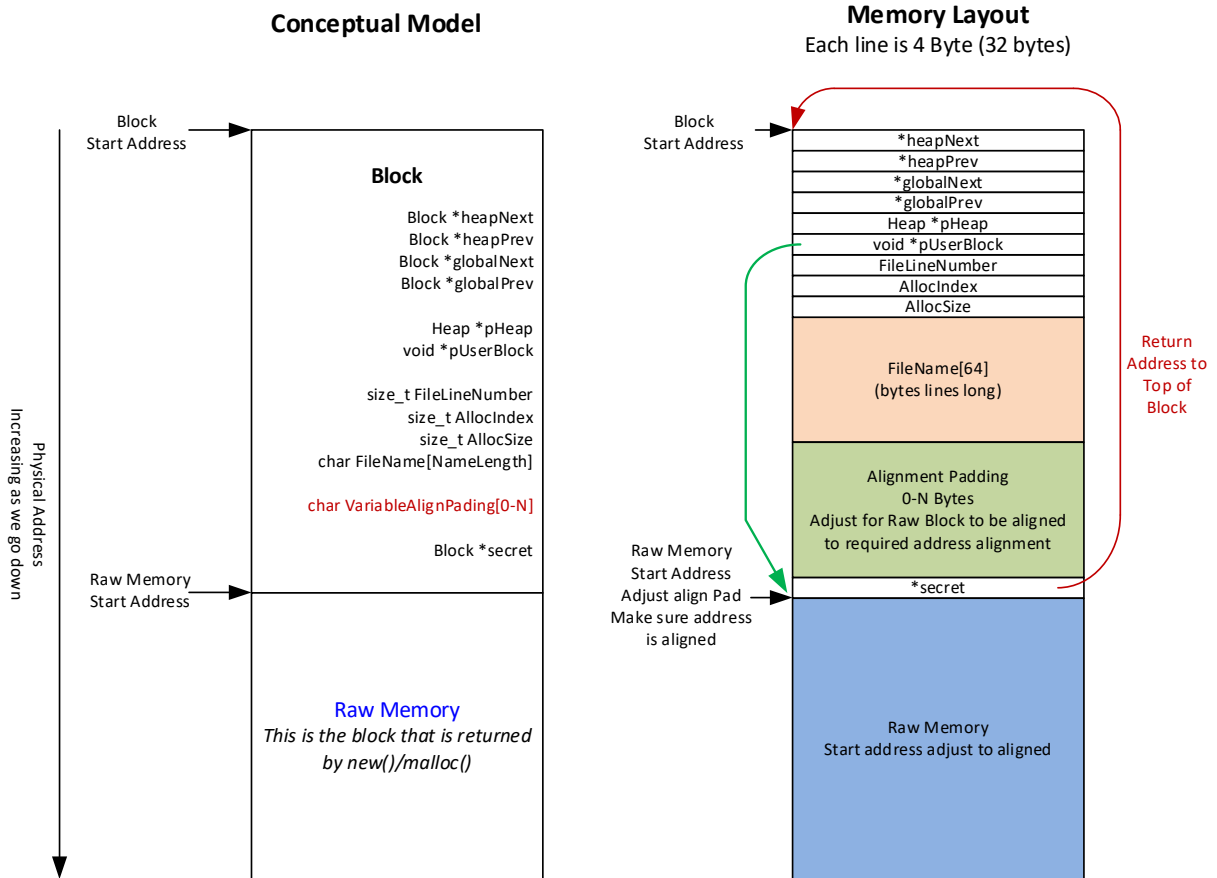 Conceptual Model
Block
Start Address
Block
Block *heapNext
Block *heapPrev
Block *globalNext
Block *globalPrev
Heap *pHeap
void *pUserBlock
size_t FileLineNumber
size_t AllocIndex
size_t AllocSize
char FileName[NameLength]
char VariableAlignPading[0-N]
Block *secret
Raw Memory
Start Address
Raw Memory
This is the block that is returned
by new()/malloc()
Physical Address
Increasing as we go down
Memory Layout
Each line is 4 Byte (32 bytes)
Block
Start Address
*heapNext
*heapPrev
*globalNext
*globalPrev
Heap *pHeap
void *pUserBlock
FileLineNumber
AllocIndex
AllocSize
FileName[64]
(bytes lines long)
Alignment Padding
0-N Bytes
Adjust for Raw Block to be aligned
to required address alignment
*secret
Raw Memory
Start Address
Adjust align Pad
Make sure address
is aligned
Raw Memory
Start address adjust to aligned
Return
Address to
Top of
Block